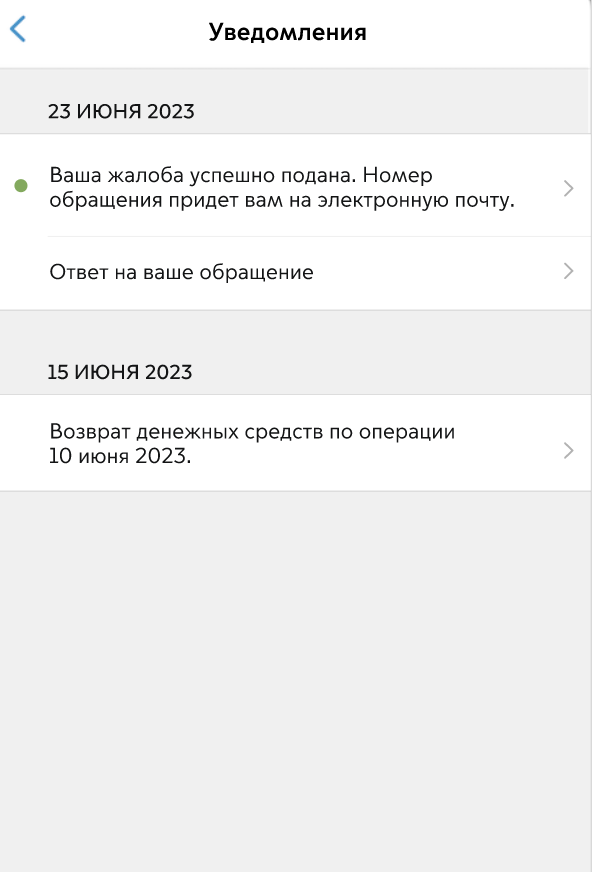 Уведомления
23 ИЮНЯ 2023
Ваша жалоба успешно подана. Номер
обращения придет вам на электронную почту.
Ответ на ваше обращение
15 ИЮНЯ 2023
Возврат денежных средств по операции
10 июня 2023.